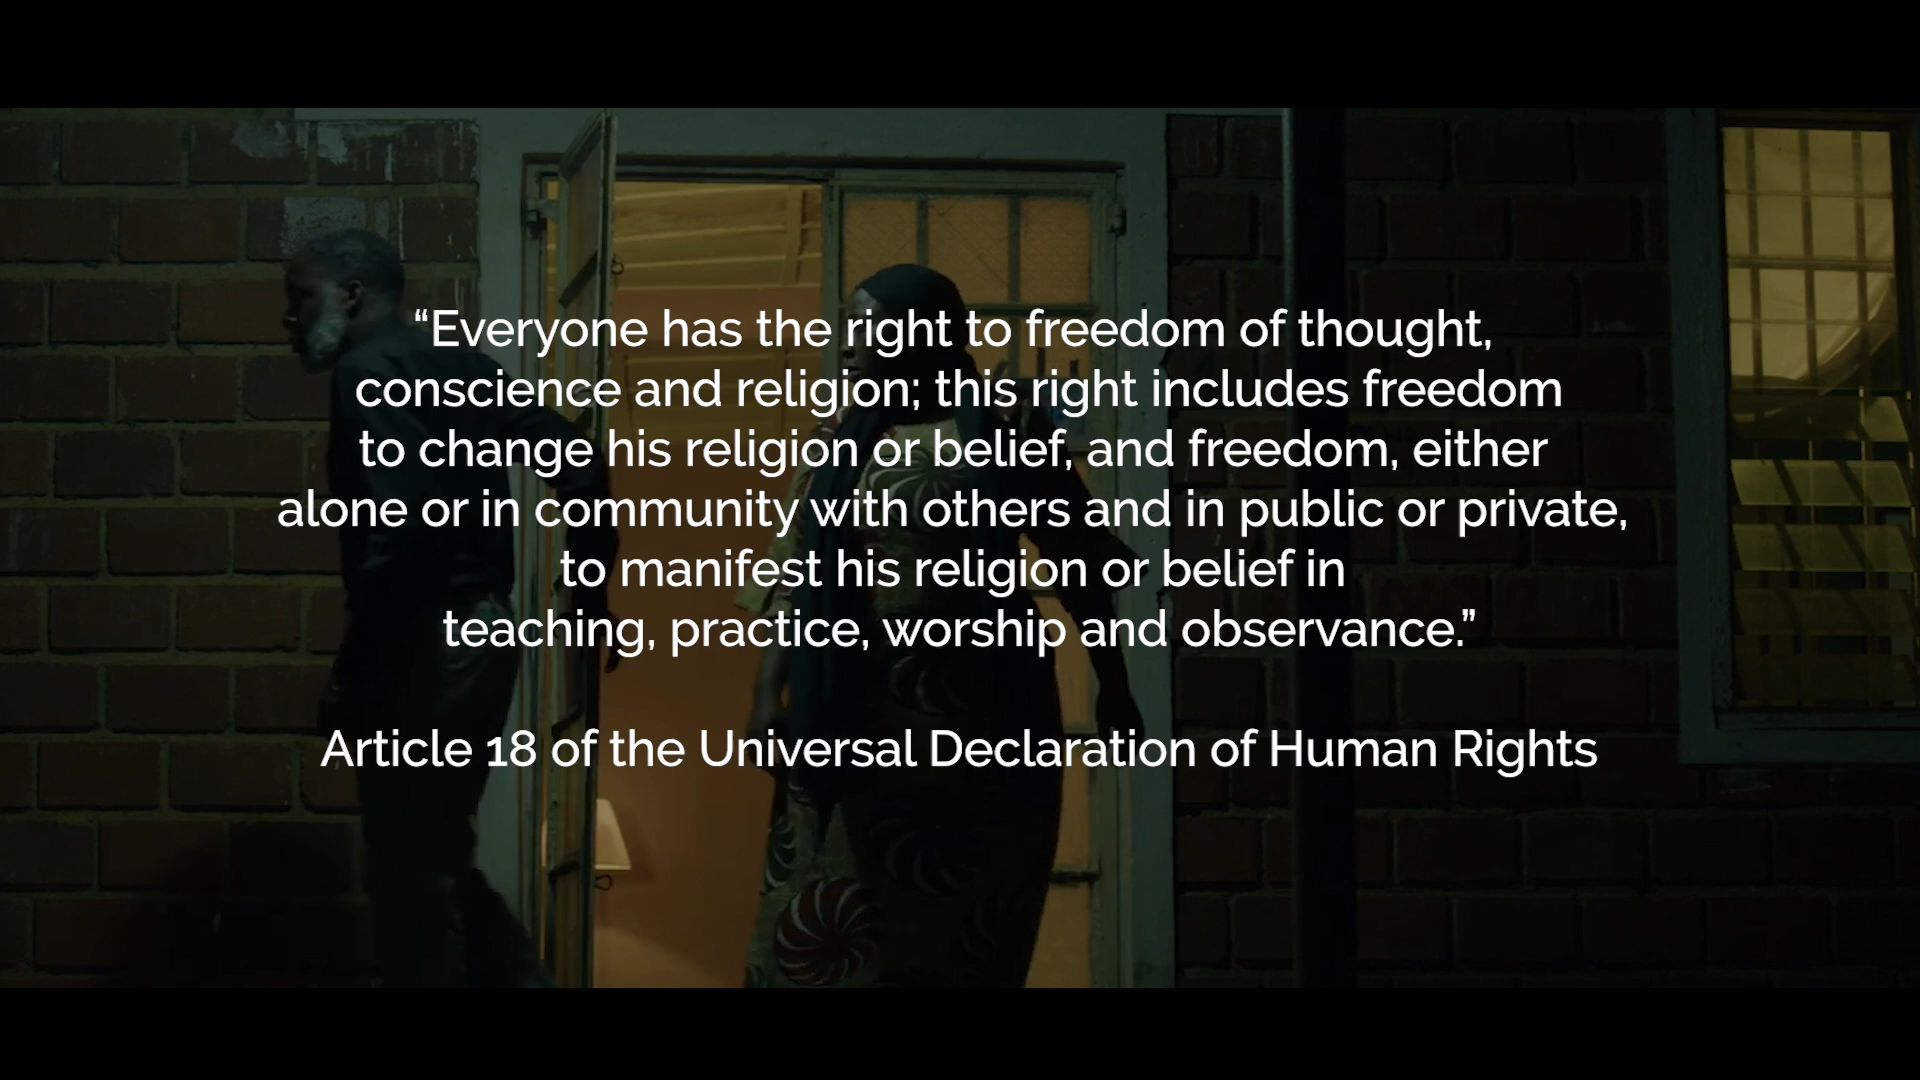 “Everyone has the right to freedom of thought,
conscience and religion; this right includes freedom
to change his religion or belief, and freedom, either
alone or in community with others and in public or private,
to manifest his religion or belief in
teaching, practice, worship and observance.”
Article 18 of the Universal Declaration of Human Rights